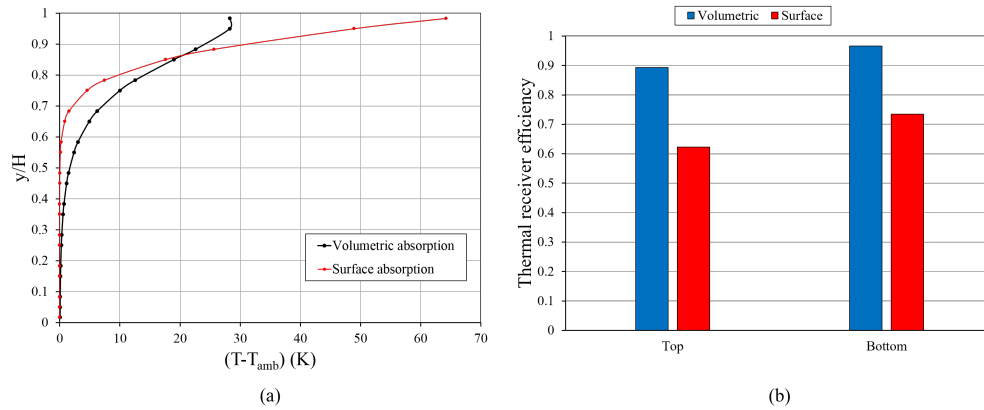 1
0.9
0.8
0.7
0.6
0.5
0.4
0.3
0.2
0.1
0
y/H
Volumetric absorption
Surface absorption
0 10 20 30 40 50 60 70
(T-Tamb) (K)
(a)
Volumetric Surface
1
0.9
0.8
0.7
0.6
0.5
0.4
0.3
0.2
0.1
0
Thermal receiver efficiency
Top Bottom
(b)